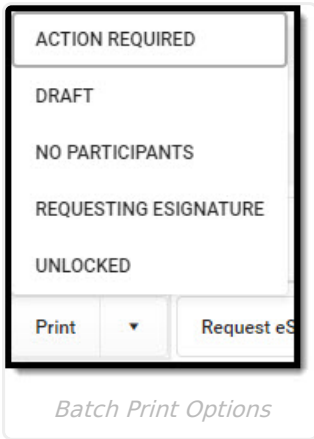 ACTION REQUIRED
DRAFT
NO PARTICIPANTS
REQUESTING ESIGNATURE
UNLOCKED
Print ▼ Request eS
Batch Print Options